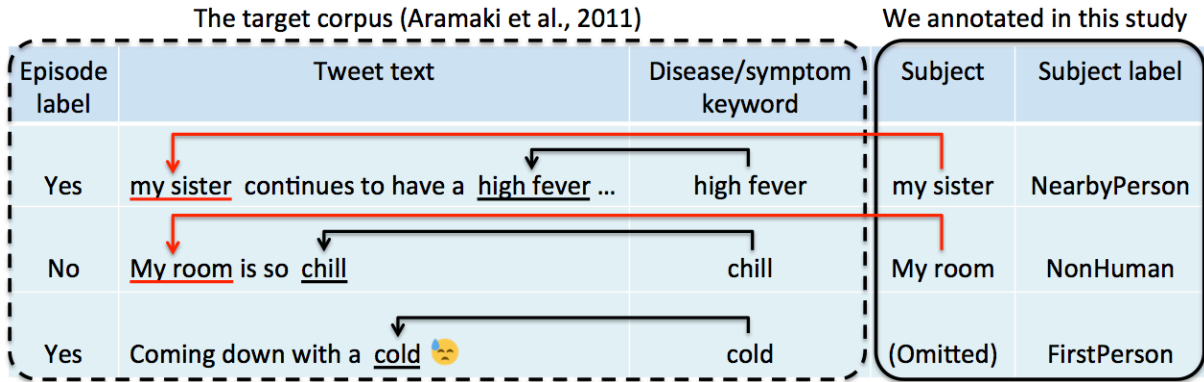 The target corpus (Aramaki et al., 2011) We annotated in this study
Episode label Tweet text Disease/symptom keyword Subject Subject label
Yes my sister continues to have a high fever ... high fever my sister NearbyPerson
No My room is so chill chill My room NonHuman
Yes Coming down with a cold 😓 cold (Omitted) FirstPerson